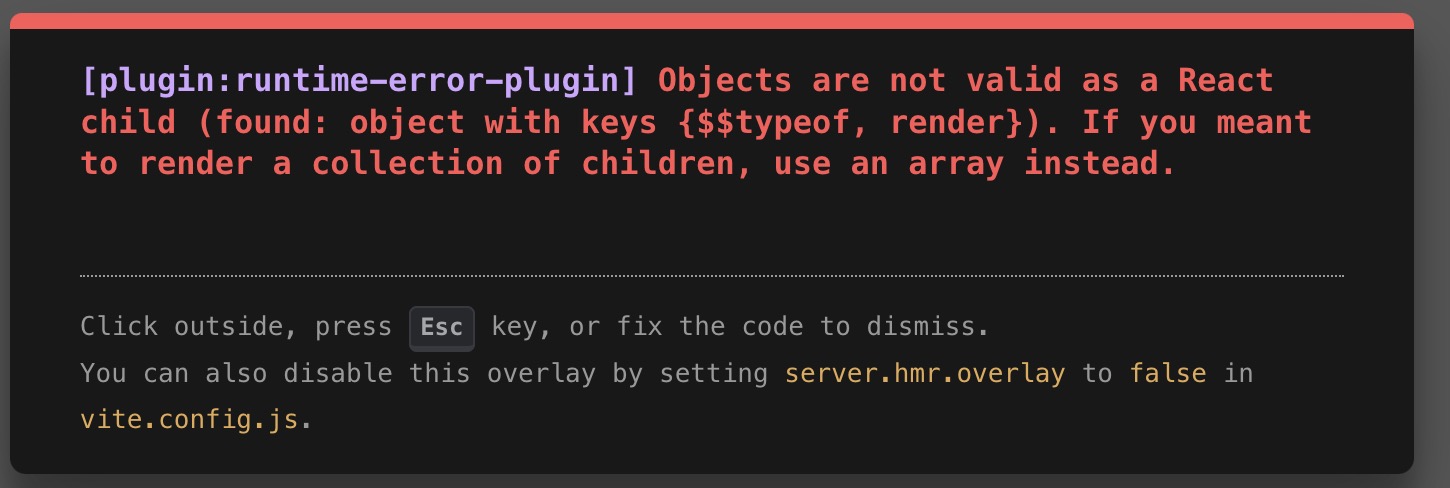 [plugin:runtime-error-plugin] Objects are not valid as a React
child (found: object with keys {$$typeof, render}). If you meant
to render a collection of children, use an array instead.
Click outside, press Esc key, or fix the code to dismiss.
You can also disable this overlay by setting server.hmr.overlay to false in
vite.config.js.